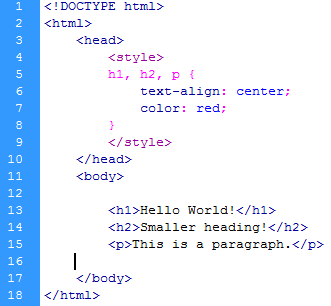 1 <!DOCTYPE html>
2 <html>
3     <head>
4         <style>
5         h1, h2, p {
6             text-align: center;
7             color: red;
8         }
9         </style>
10     </head>
11     <body>
12
13         <h1>Hello World!</h1>
14         <h2>Smaller heading!</h2>
15         <p>This is a paragraph.</p>
16
17     </body>
18 </html>